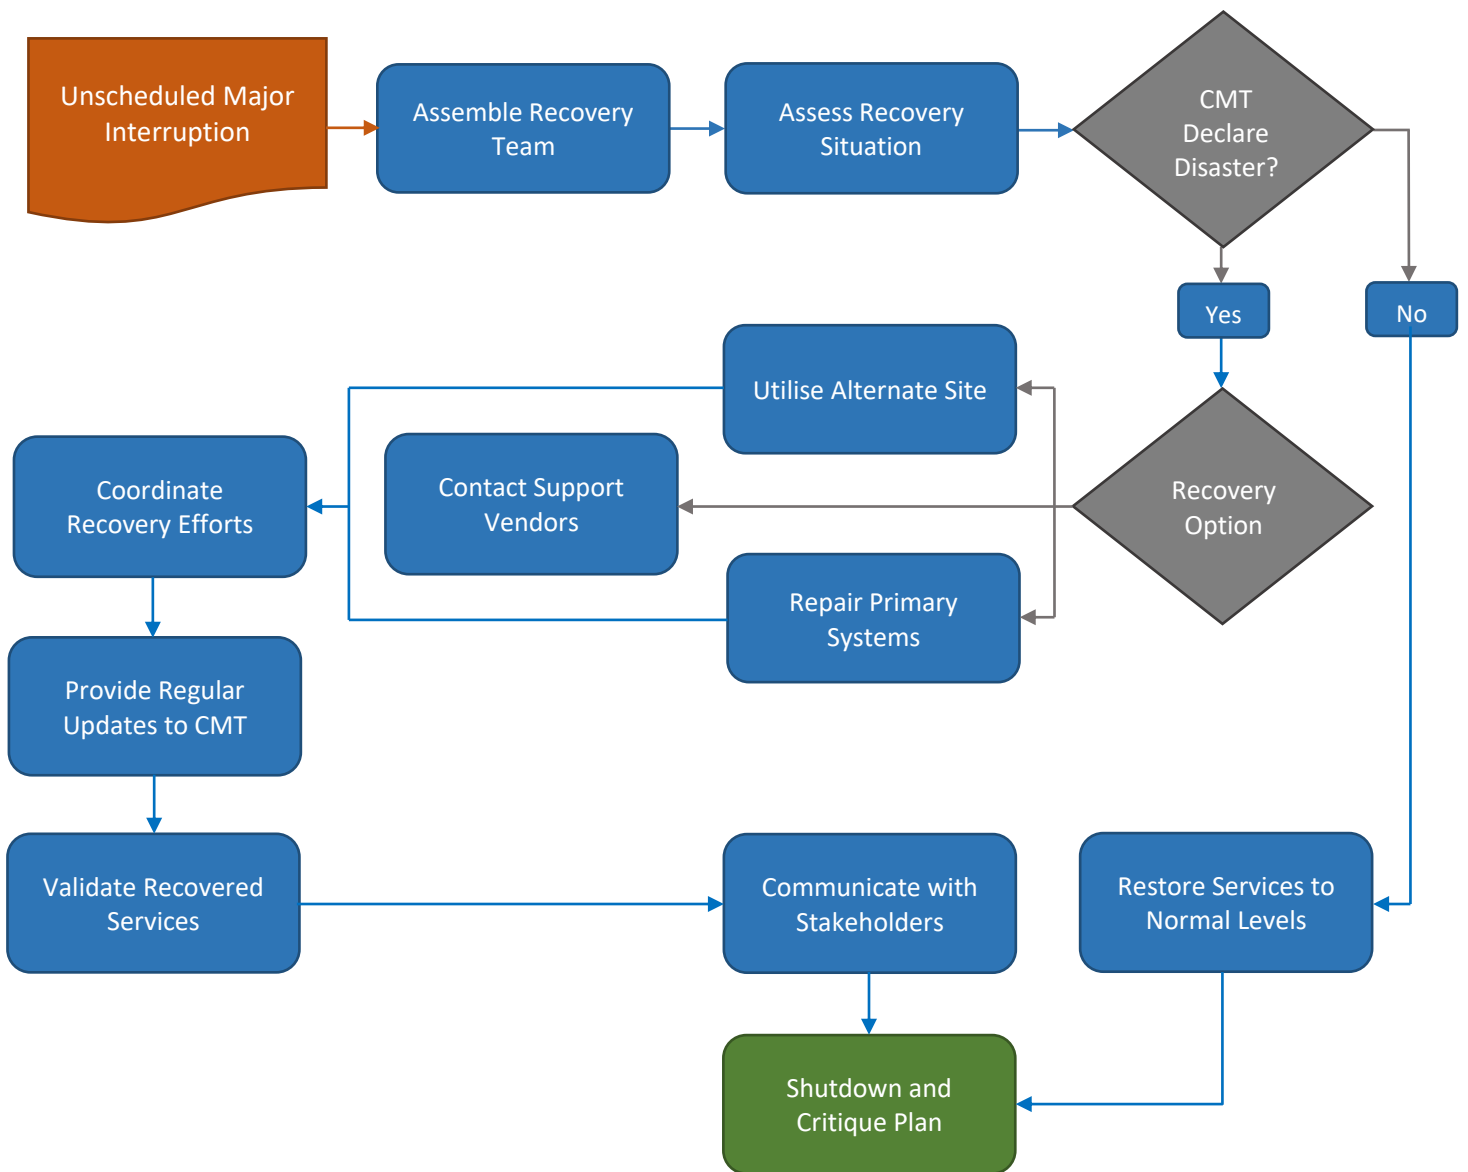 Unscheduled Major
Interruption
Assemble Recovery
Team
Assess Recovery
Situation
CMT
Declare
Disaster?
Yes
No
Utilise Alternate Site
Contact Support
Vendors
Repair Primary
Systems
Recovery
Option
Coordinate
Recovery Efforts
Provide Regular
Updates to CMT
Validate Recovered
Services
Communicate with
Stakeholders
Restore Services to
Normal Levels
Shutdown and
Critique Plan